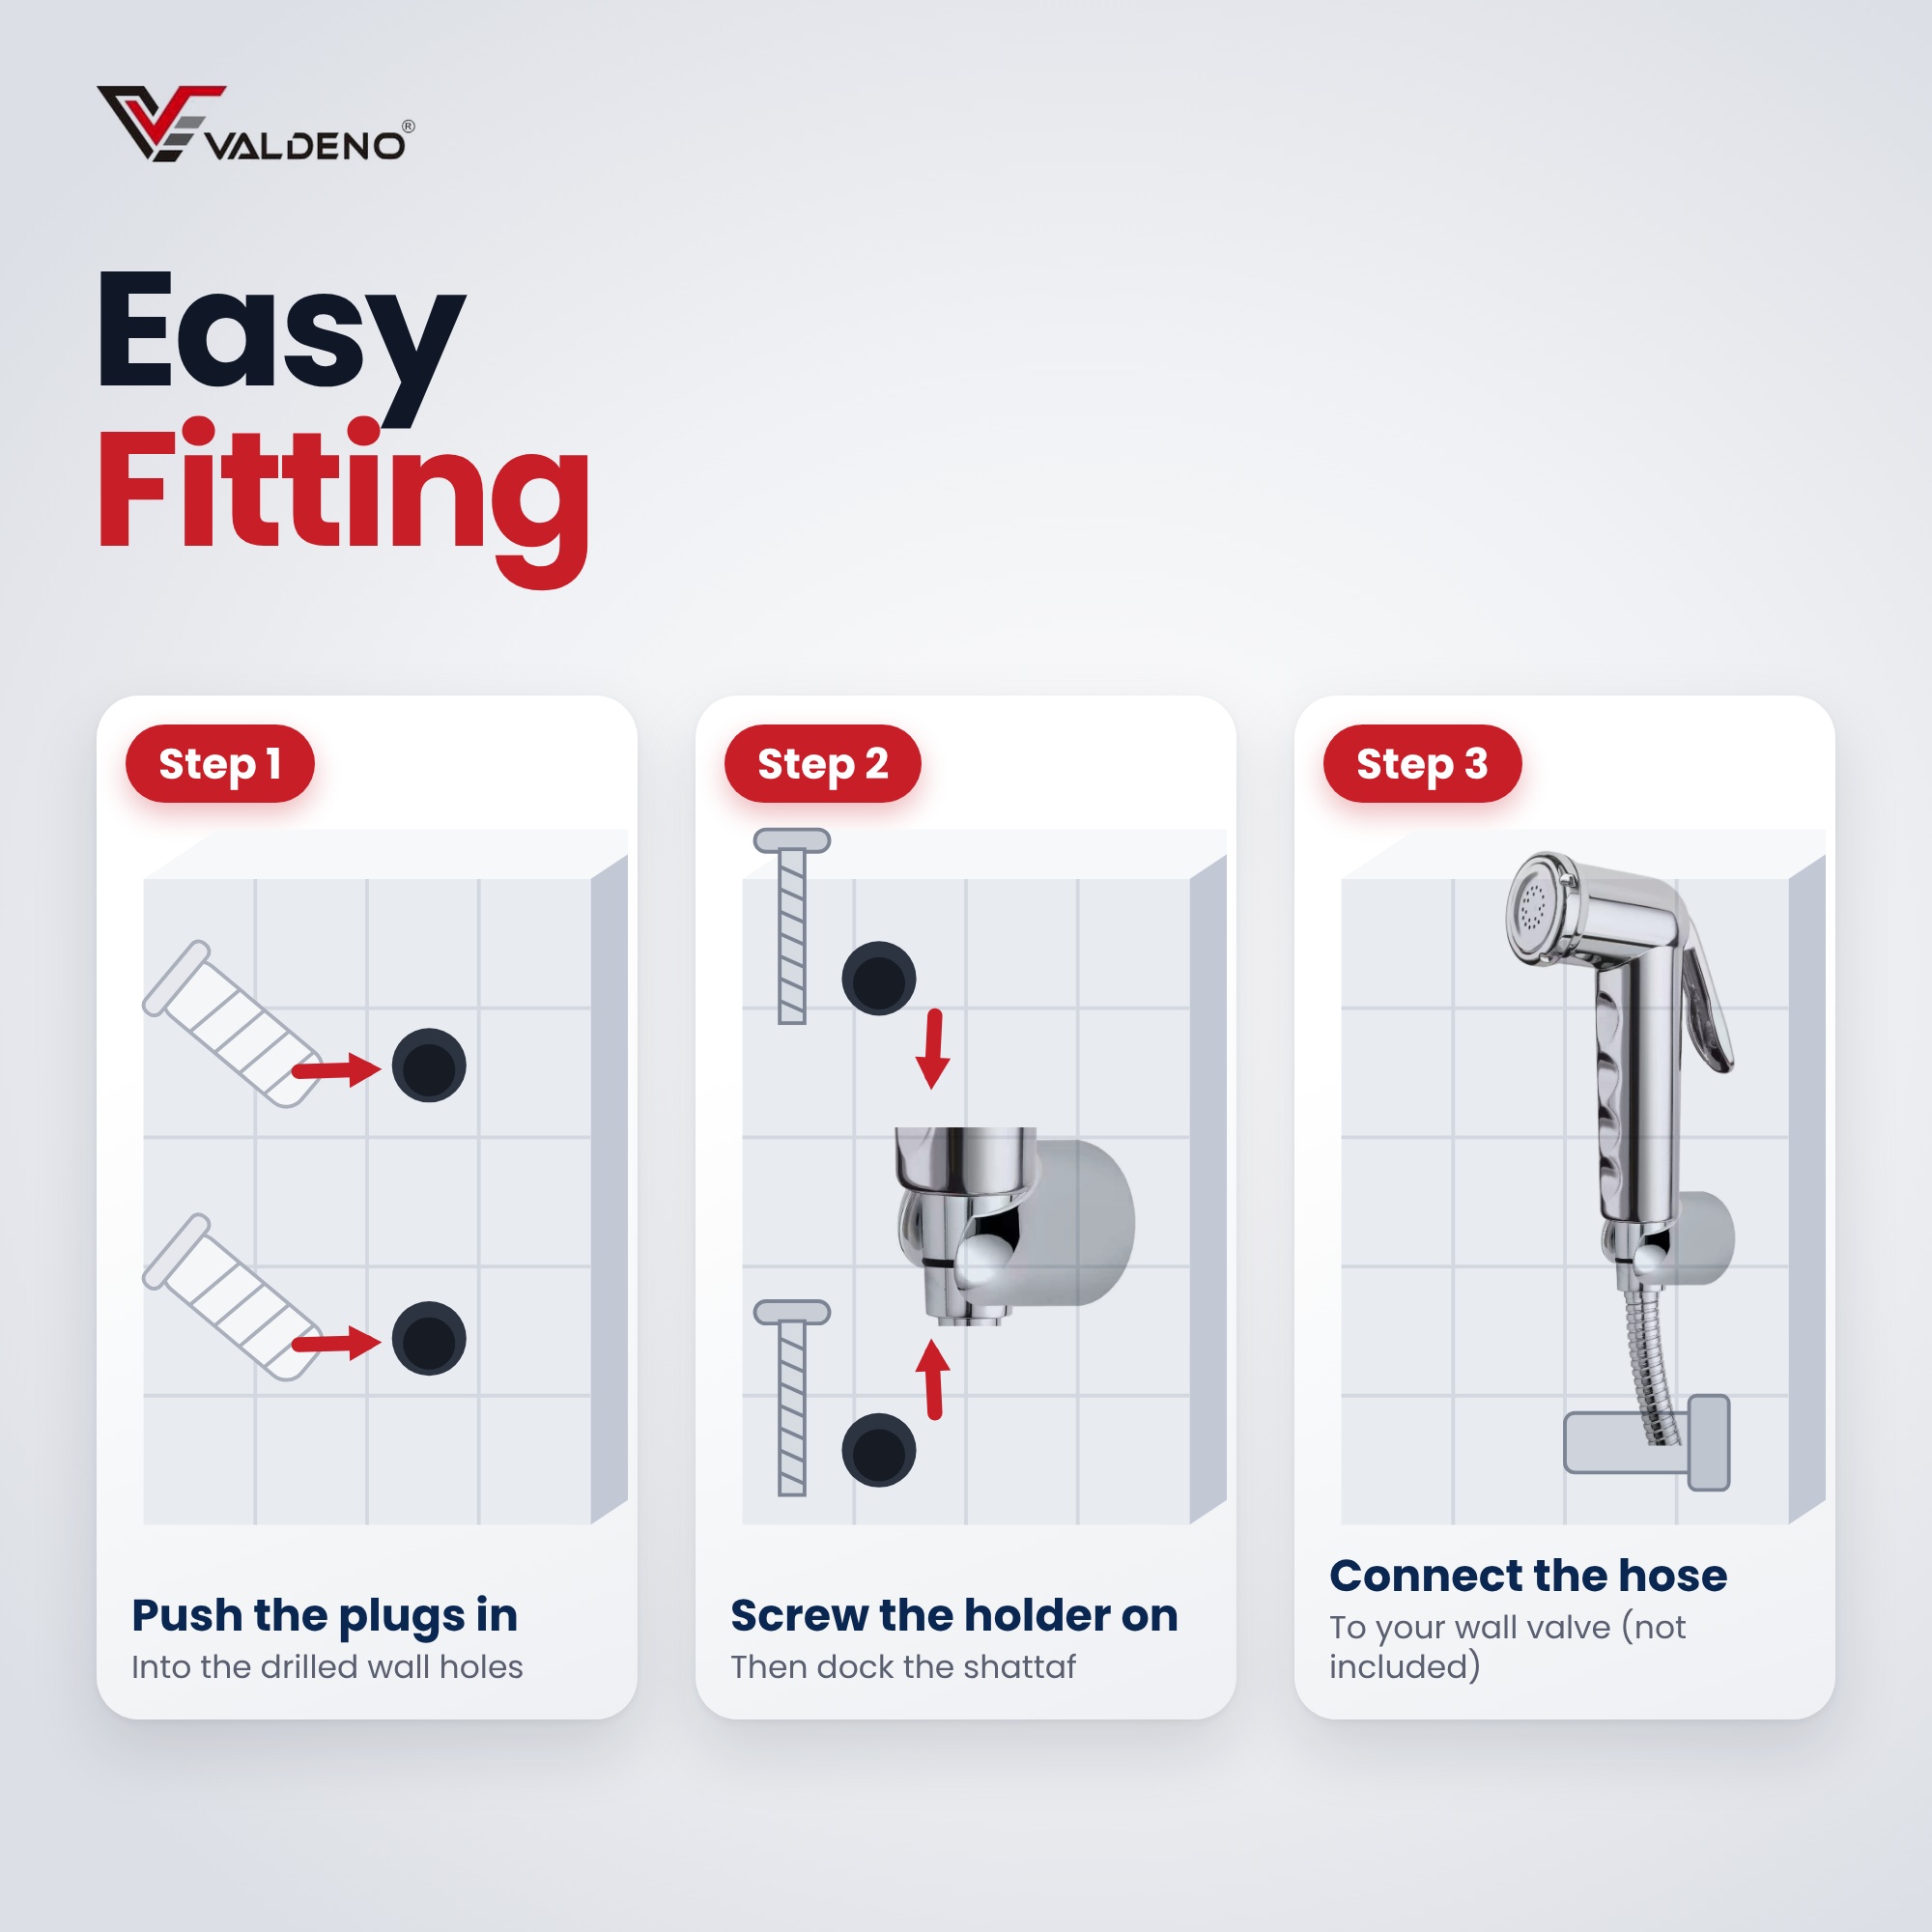 VALDENO®
Easy
Fitting
Step 1
Push the plugs in
Into the drilled wall holes
Step 2
Screw the holder on
Then dock the shattaf
Step 3
Connect the hose
To your wall valve (not
included)